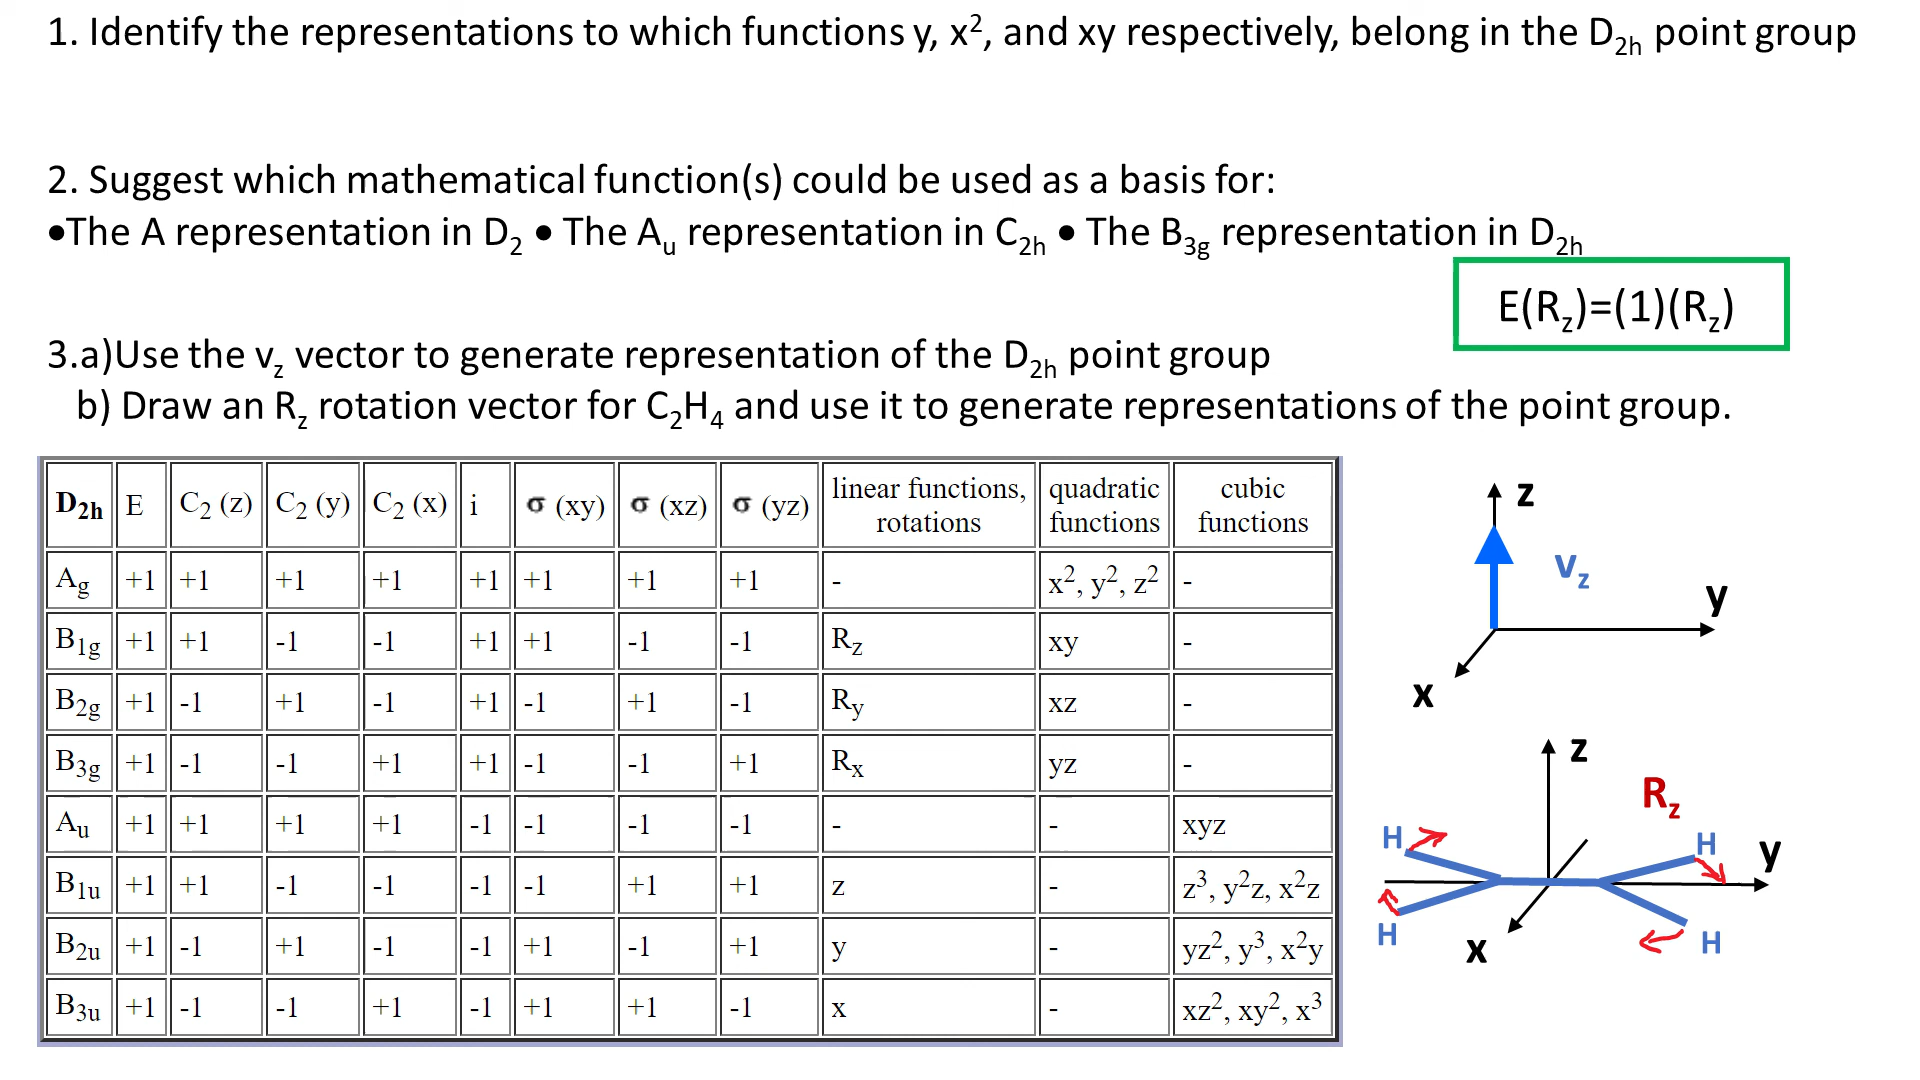 1. Identify the representations to which functions y, x², and xy respectively, belong in the D₂ₕ point group
2. Suggest which mathematical function(s) could be used as a basis for:
•The A representation in D₂ • The Aᵤ representation in C₂ₕ • The B₃g representation in D₂ₕ
E(R_z)=(1)(R_z)
3.a)Use the v_z vector to generate representation of the D₂ₕ point group
b) Draw an R_z rotation vector for C₂H₄ and use it to generate representations of the point group.
D₂ₕ E C₂ (z) C₂ (y) C₂ (x) i σ (xy) σ (xz) σ (yz) linear functions, rotations quadratic functions cubic functions
Ag +1 +1 +1 +1 +1 +1 +1 +1 - x², y², z² -
B₁g +1 +1 -1 -1 +1 +1 -1 -1 R_z xy -
B₂g +1 -1 +1 -1 +1 -1 +1 -1 R_y xz -
B₃g +1 -1 -1 +1 +1 -1 -1 +1 Rₓ yz -
Aᵤ +1 +1 +1 +1 -1 -1 -1 -1 - - xyz
B₁ᵤ +1 +1 -1 -1 -1 -1 +1 +1 z - z³, y²z, x²z
B₂ᵤ +1 -1 +1 -1 -1 +1 -1 +1 y - yz², y³, x²y
B₃ᵤ +1 -1 -1 +1 -1 +1 +1 -1 x - xz², xy², x³
z
v_z
y
x
z
R_z
H
H
y
H
x
H